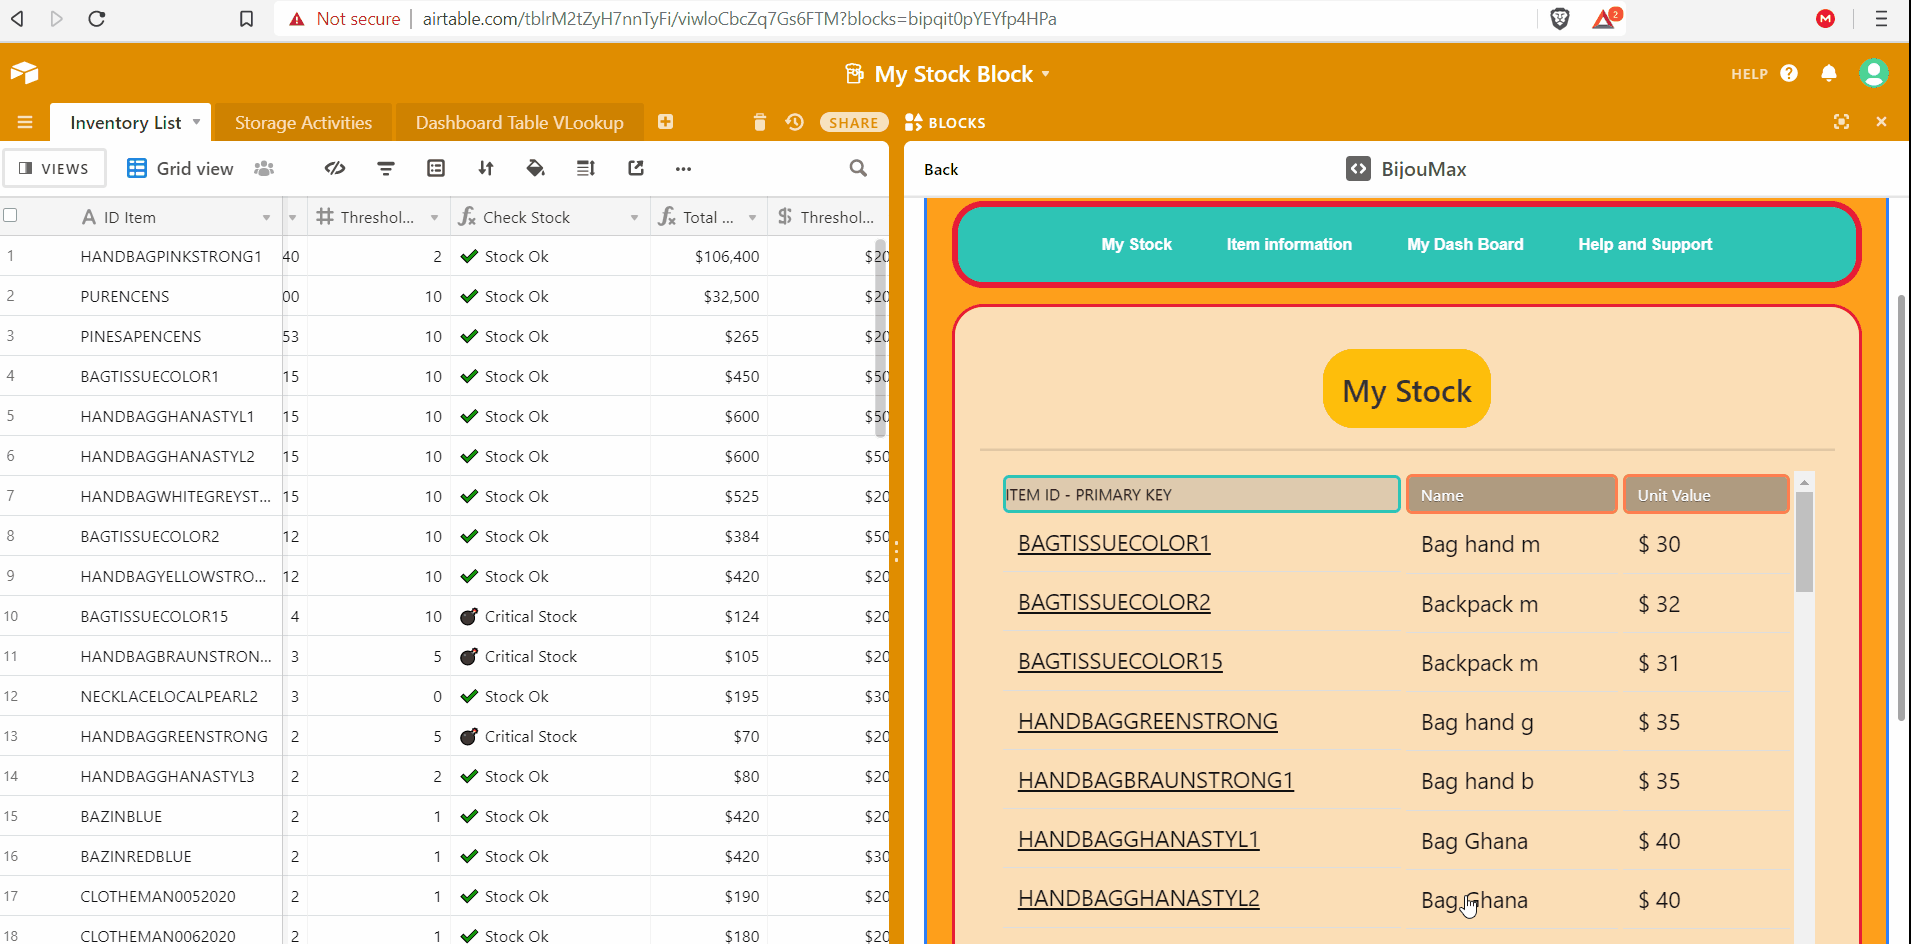 Not secure airtable.com/tblrM2tZyH7nnTyFi/viwloCbcZq7Gs6FTM?blocks=bipqit0pYEYfp4HPa 2
My Stock Block HELP
Inventory List Storage Activities Dashboard Table VLookup SHARE BLOCKS
VIEWS Grid view
ID Item Threshol... Check Stock Total ... Threshol...
1 HANDBAGPINKSTRONG1 40 2 Stock Ok $106,400 $20
2 PURENCENS 00 10 Stock Ok $32,500 $20
3 PINESAPENCENS 53 10 Stock Ok $265 $20
4 BAGTISSUECOLOR1 15 10 Stock Ok $450 $50
5 HANDBAGGHANASTYL1 15 10 Stock Ok $600 $50
6 HANDBAGGHANASTYL2 15 10 Stock Ok $600 $50
7 HANDBAGWHITEGREYST... 15 10 Stock Ok $525 $20
8 BAGTISSUECOLOR2 12 10 Stock Ok $384 $50
9 HANDBAGYELLOWSTRO... 12 10 Stock Ok $420 $20
10 BAGTISSUECOLOR15 4 10 Critical Stock $124 $20
11 HANDBAGBRAUNSTRON... 3 5 Critical Stock $105 $20
12 NECKLACELOCALPEARL2 3 0 Stock Ok $195 $30
13 HANDBAGGREENSTRONG 2 5 Critical Stock $70 $20
14 HANDBAGGHANASTYL3 2 2 Stock Ok $80 $20
15 BAZINBLUE 2 1 Stock Ok $420 $20
16 BAZINREDBLUE 2 1 Stock Ok $420 $30
17 CLOTHEMAN0052020 2 1 Stock Ok $190 $20
18 CLOTHEMAN0062020 2 1 Stock Ok $180 $20
Back BijouMax
My Stock Item information My Dash Board Help and Support
My Stock
ITEM ID - PRIMARY KEY Name Unit Value
BAGTISSUECOLOR1 Bag hand m $ 30
BAGTISSUECOLOR2 Backpack m $ 32
BAGTISSUECOLOR15 Backpack m $ 31
HANDBAGGREENSTRONG Bag hand g $ 35
HANDBAGBRAUNSTRONG1 Bag hand b $ 35
HANDBAGGHANASTYL1 Bag Ghana $ 40
HANDBAGGHANASTYL2 Bag Ghana $ 40